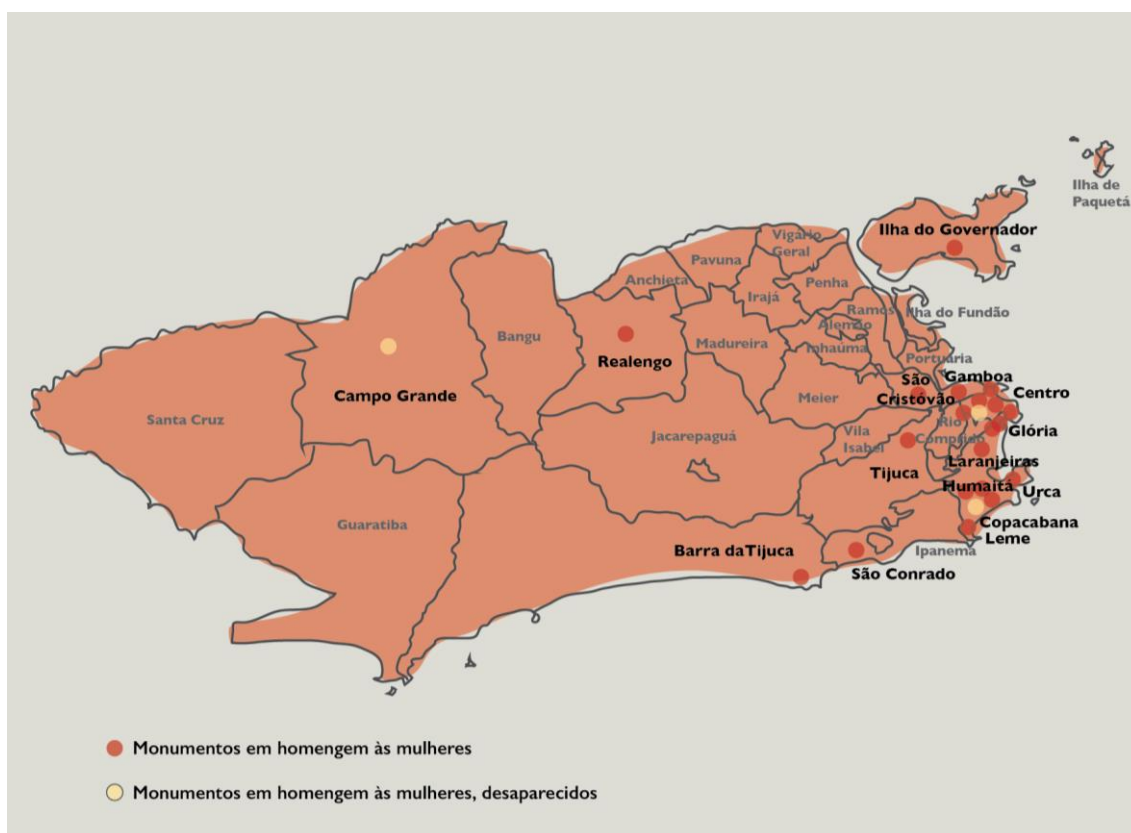 Ilha de
Paquetá
Ilha do Governador
Vigário
Geral
Pavuna
Anchieta
Penha
Irajá
Ramos
Ilha do Fundão
Alemão
Bangu
Realengo
Madureira
Inhaúma
Portuária
Campo Grande
Meier
São
Cristóvão
Gamboa
Centro
Santa Cruz
Rio
Comprido
Glória
Jacarepaguá
Vila
Isabel
Tijuca
Laranjeiras
Humaitá
Urca
Guaratiba
Copacabana
Leme
Barra daTijuca
Ipanema
São Conrado
Monumentos em homengem às mulheres
Monumentos em homengem às mulheres, desaparecidos